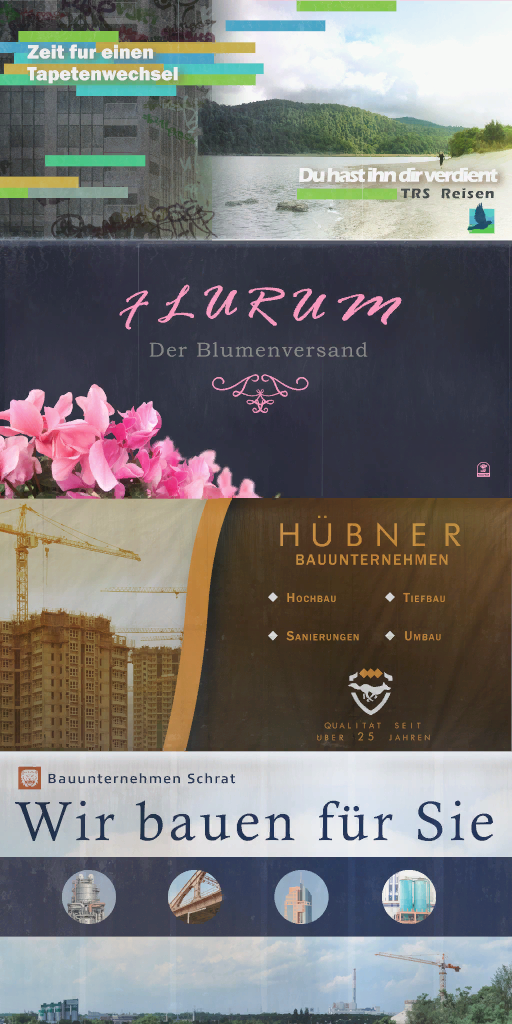 Zeit fur einen
Tapetenwechsel
Du hast ihn dir verdient
TRS Reisen
FLURUM
Der Blumenversand
HÜBNER
BAUUNTERNEHMEN
Hochbau
Tiefbau
Sanierungen
Umbau
QUALITAT SEIT
UBER 25 JAHREN
Bauunternehmen Schrat
Wir bauen für Sie